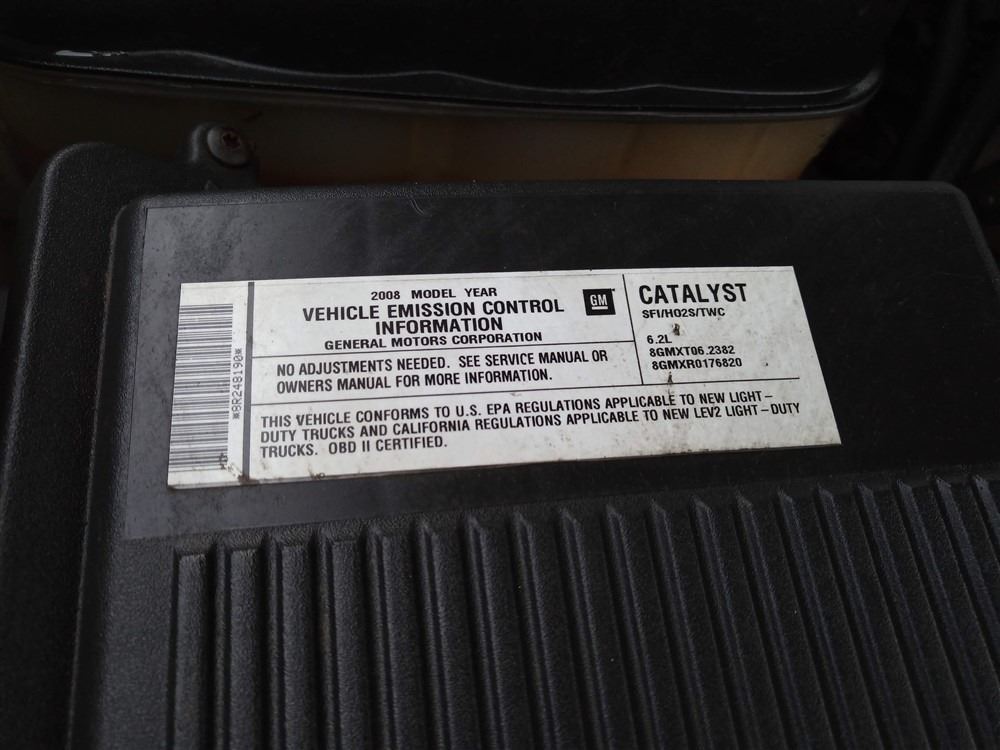 *8R248190*
2008 MODEL YEAR
VEHICLE EMISSION CONTROL
INFORMATION
GENERAL MOTORS CORPORATION
GM
NO ADJUSTMENTS NEEDED. SEE SERVICE MANUAL OR
OWNERS MANUAL FOR MORE INFORMATION.
CATALYST
SFI/HO2S/TWC
6.2L
8GMXT06.2382
8GMXR0176820
THIS VEHICLE CONFORMS TO U.S. EPA REGULATIONS APPLICABLE TO NEW LIGHT-
DUTY TRUCKS AND CALIFORNIA REGULATIONS APPLICABLE TO NEW LEV2 LIGHT-DUTY
TRUCKS. OBD II CERTIFIED.